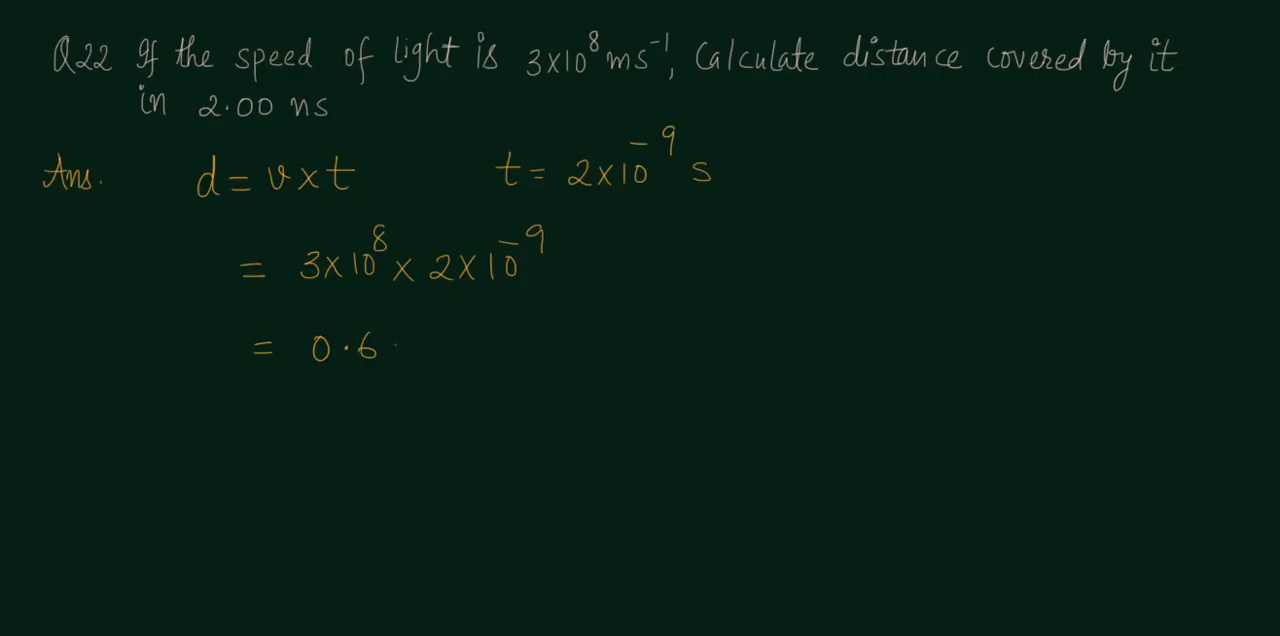 Q22 If the speed of light is 3×10⁸ ms⁻¹, Calculate distance covered by it
in 2.00 ns
Ans. d = v × t t = 2×10⁻⁹ s
= 3×10⁸ × 2×10⁻⁹
= 0.6